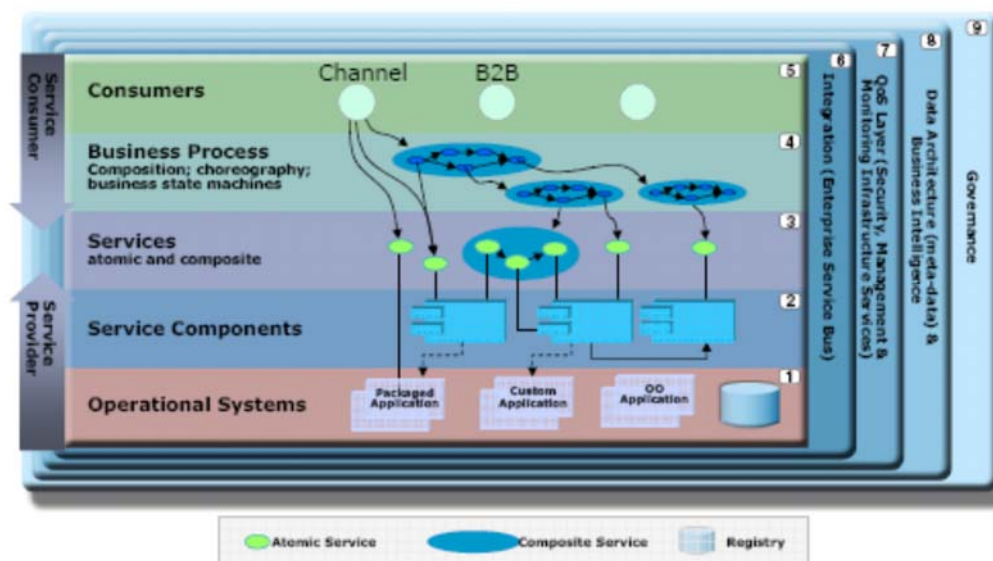 Channel
B2B
Consumers
5
Business Process
Composition; choreography;
business state machines
4
Services
atomic and composite
3
Service Components
2
Operational Systems
1
Packaged
Application
Custom
Application
OO
Application
Service
Consumer
Service
Provider
6
Integration (Enterprise Service Bus)
7
QoS Layer (Security, Management &
Monitoring Infrastructure Services)
8
Data Architecture (meta-data) &
Business Intelligence
9
Governance
Atomic Service
Composite Service
Registry